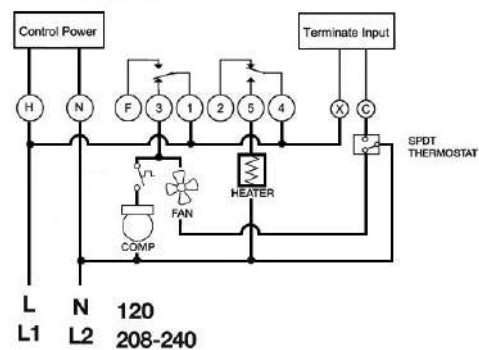 Control Power
Terminate Input
H N F 3 1 2 5 4 X C
SPDT
THERMOSTAT
HEATER
FAN
COMP
L N 120
L1 L2 208-240